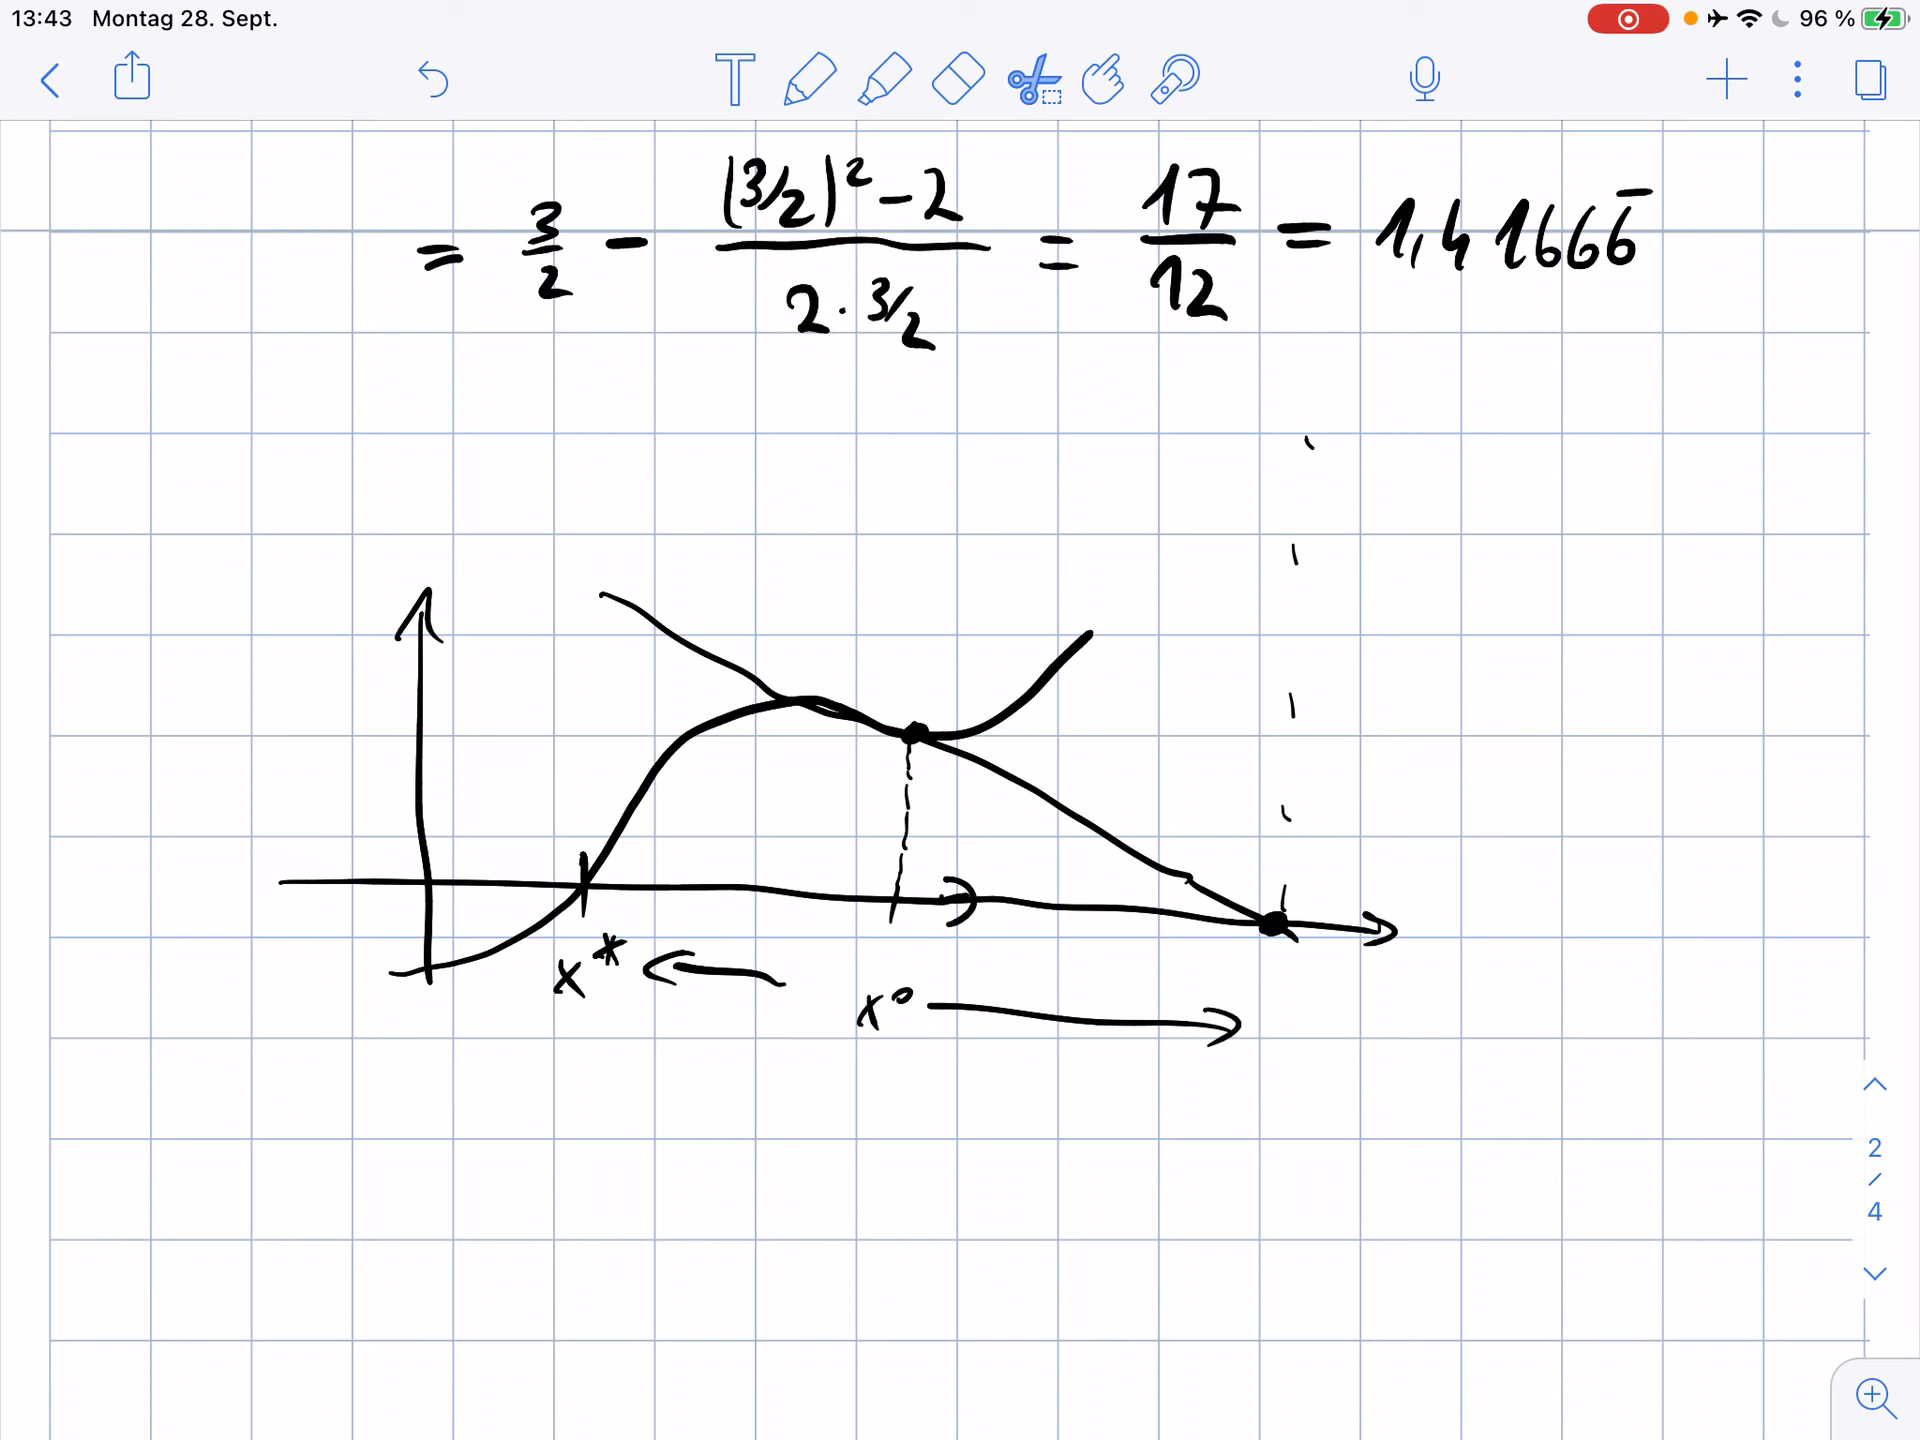 13:43 Montag 28. Sept. 96 %
= 3/2 − (3/2)² − 2 / 2 · 3/2 = 17/12 = 1,41666̅
x* ← x⁰ →
2
/
4